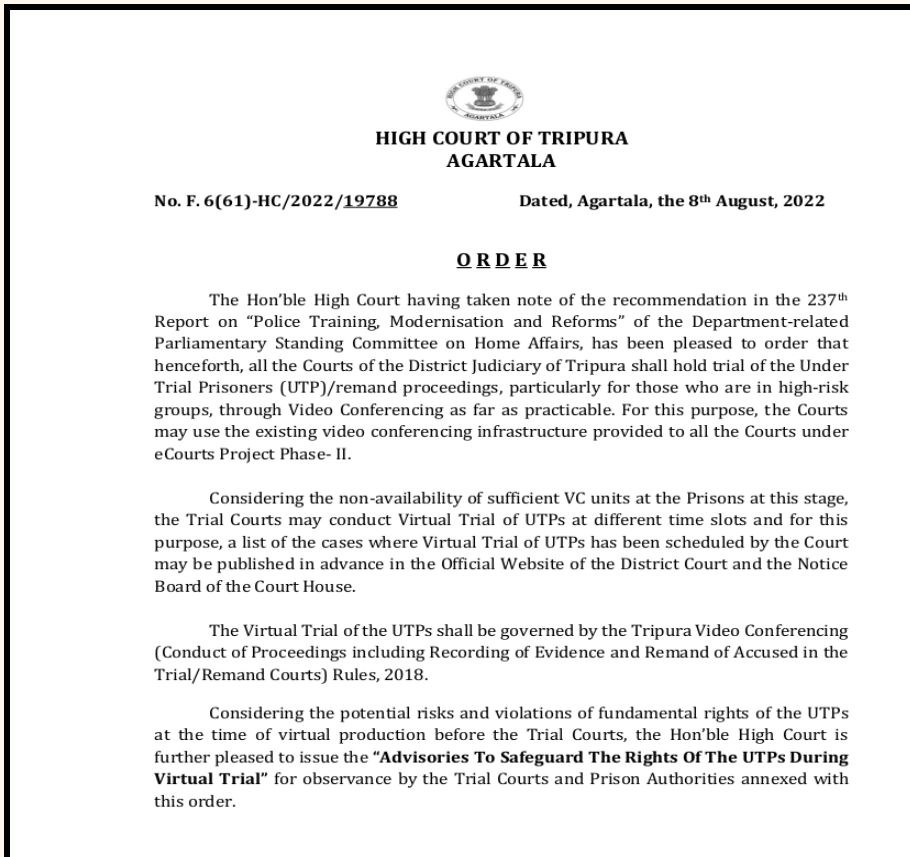 HIGH COURT OF TRIPURA
AGARTALA
HIGH COURT OF TRIPURA
AGARTALA
No. F. 6(61)-HC/2022/19788 Dated, Agartala, the 8th August, 2022
O R D E R
The Hon’ble High Court having taken note of the recommendation in the 237th
Report on “Police Training, Modernisation and Reforms” of the Department-related
Parliamentary Standing Committee on Home Affairs, has been pleased to order that
henceforth, all the Courts of the District Judiciary of Tripura shall hold trial of the Under
Trial Prisoners (UTP)/remand proceedings, particularly for those who are in high-risk
groups, through Video Conferencing as far as practicable. For this purpose, the Courts
may use the existing video conferencing infrastructure provided to all the Courts under
eCourts Project Phase- II.
Considering the non-availability of sufficient VC units at the Prisons at this stage,
the Trial Courts may conduct Virtual Trial of UTPs at different time slots and for this
purpose, a list of the cases where Virtual Trial of UTPs has been scheduled by the Court
may be published in advance in the Official Website of the District Court and the Notice
Board of the Court House.
The Virtual Trial of the UTPs shall be governed by the Tripura Video Conferencing
(Conduct of Proceedings including Recording of Evidence and Remand of Accused in the
Trial/Remand Courts) Rules, 2018.
Considering the potential risks and violations of fundamental rights of the UTPs
at the time of virtual production before the Trial Courts, the Hon’ble High Court is
further pleased to issue the “Advisories To Safeguard The Rights Of The UTPs During
Virtual Trial” for observance by the Trial Courts and Prison Authorities annexed with
this order.